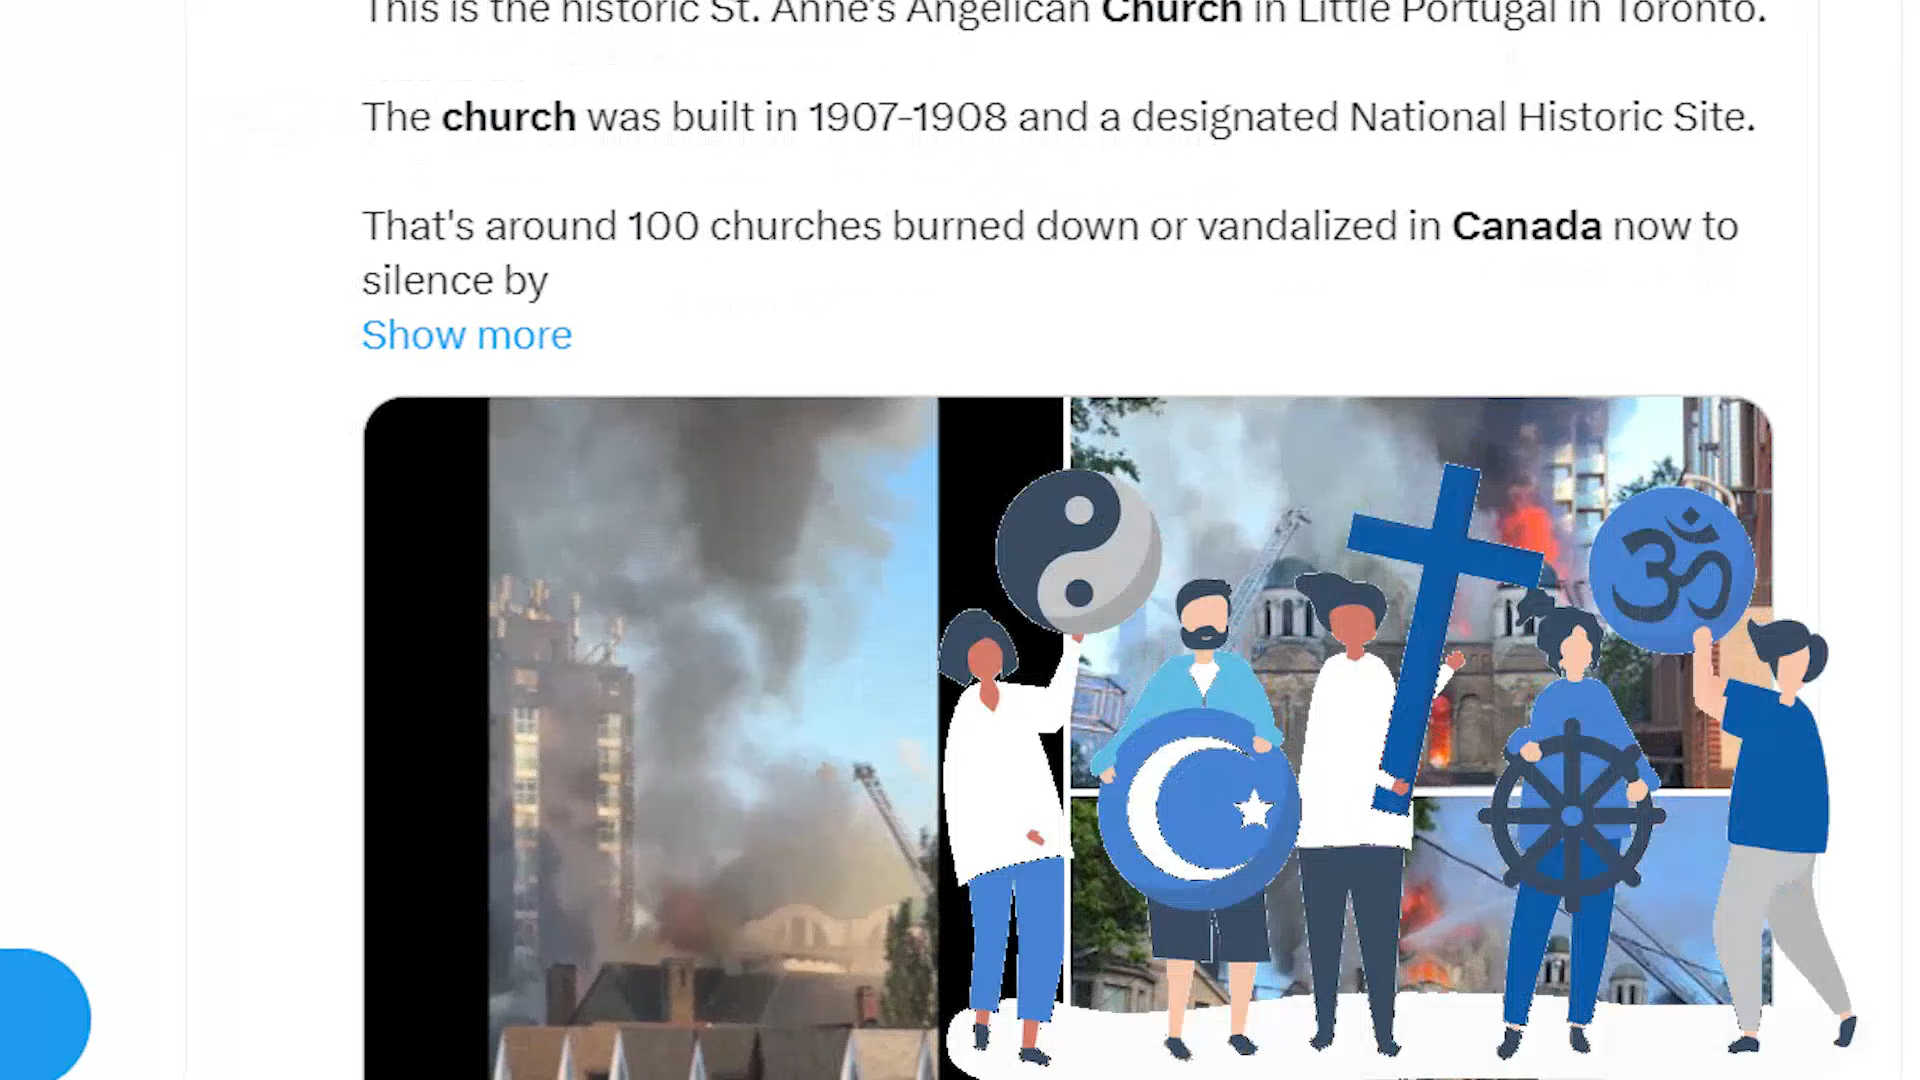 This is the historic St. Anne's Angelican Church in Little Portugal in Toronto.
The church was built in 1907-1908 and a designated National Historic Site.
That's around 100 churches burned down or vandalized in Canada now to
silence by
Show more
ॐ